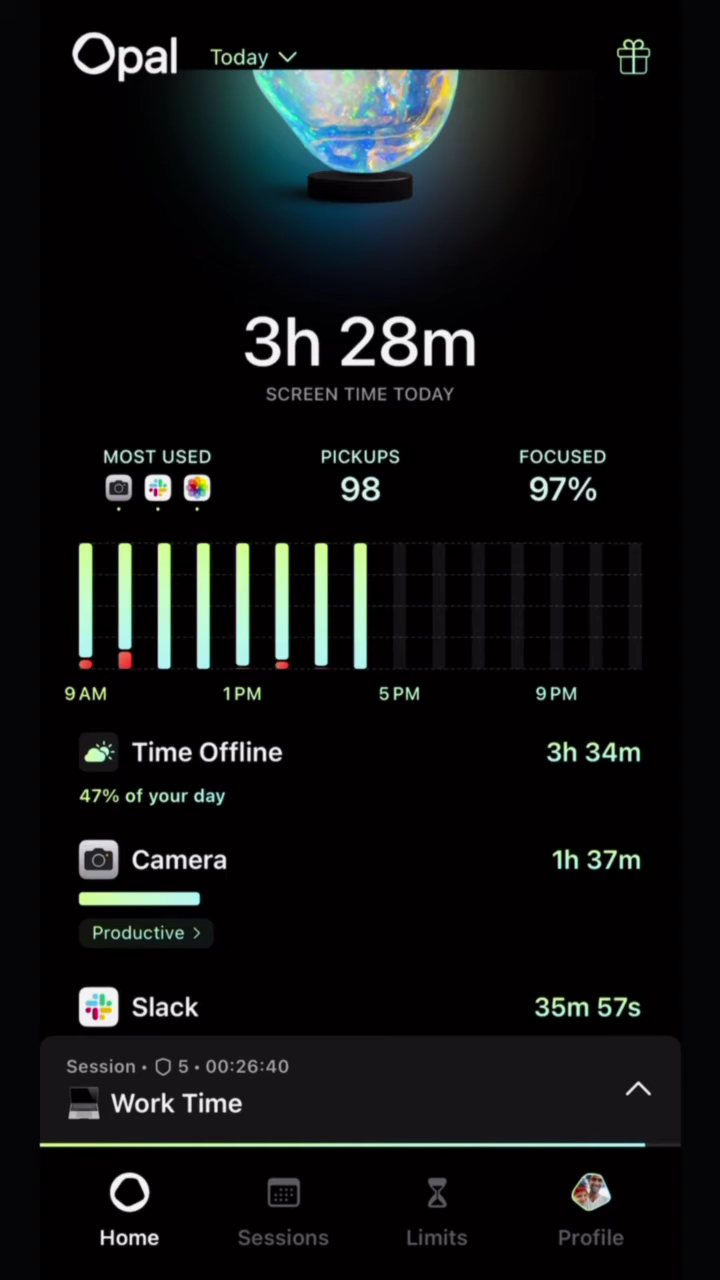 Opal Today
3h 28m
SCREEN TIME TODAY
MOST USED PICKUPS FOCUSED
98 97%
9 AM 1 PM 5 PM 9 PM
Time Offline 3h 34m
47% of your day
Camera 1h 37m
Productive >
Slack 35m 57s
Session • 5 • 00:26:40
Work Time
Home Sessions Limits Profile